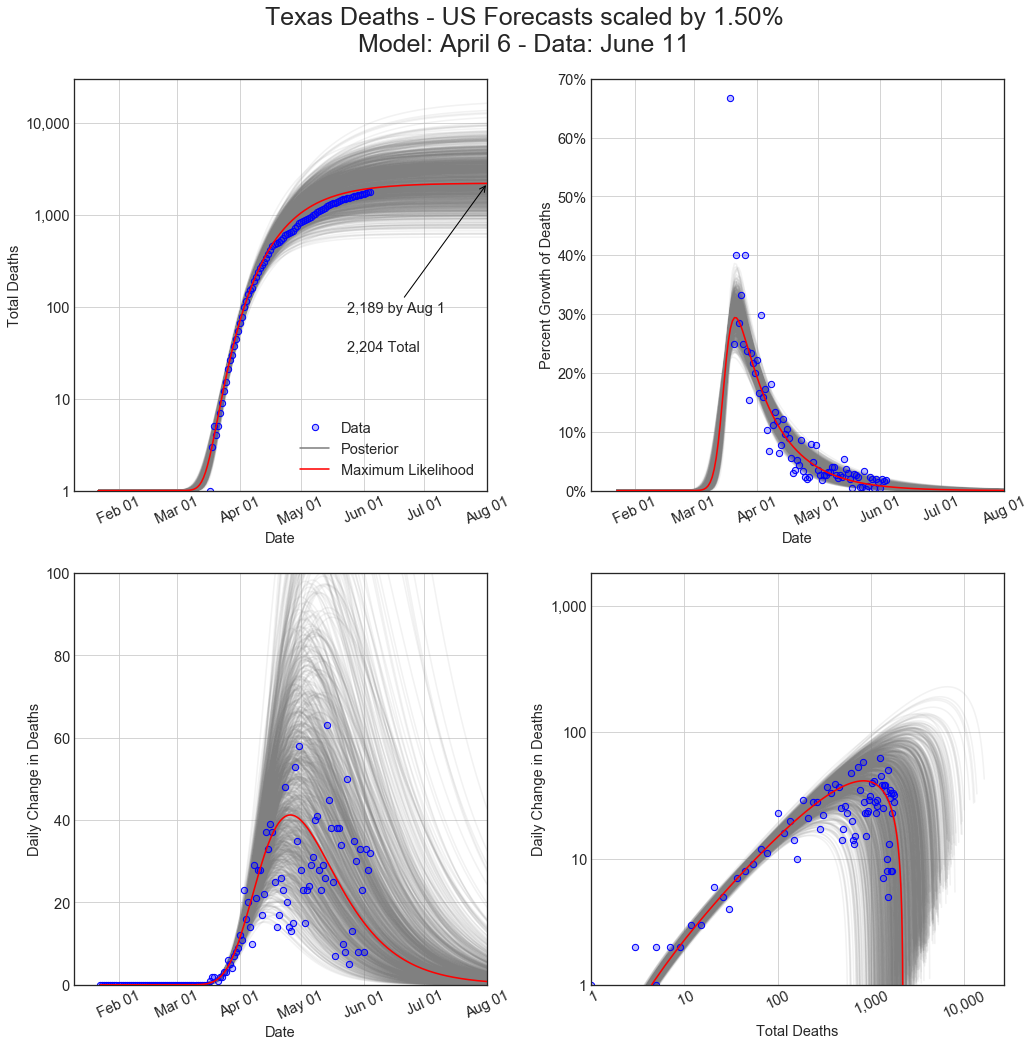 Texas Deaths - US Forecasts scaled by 1.50%
Model: April 6 - Data: June 11
Total Deaths
10,000
1,000
100
10
1
2,189 by Aug 1
2,204 Total
Data
Posterior
Maximum Likelihood
Feb 01
Mar 01
Apr 01
May 01
Jun 01
Jul 01
Aug 01
Date
Percent Growth of Deaths
70%
60%
50%
40%
30%
20%
10%
0%
Feb 01
Mar 01
Apr 01
May 01
Jun 01
Jul 01
Aug 01
Date
Daily Change in Deaths
100
80
60
40
20
0
Feb 01
Mar 01
Apr 01
May 01
Jun 01
Jul 01
Aug 01
Date
Daily Change in Deaths
1,000
100
10
1
1
10
100
1,000
10,000
Total Deaths